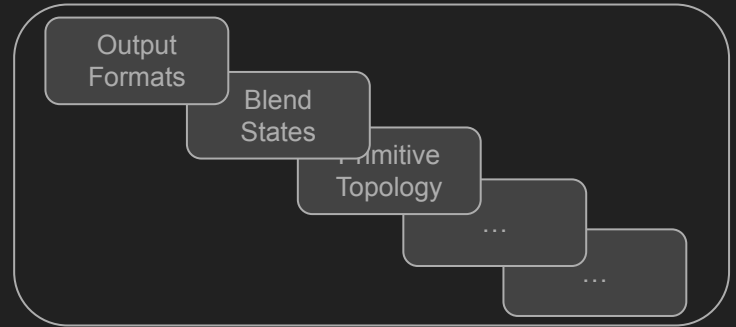 Output
Formats
Blend
States
Primitive
Topology
…
…